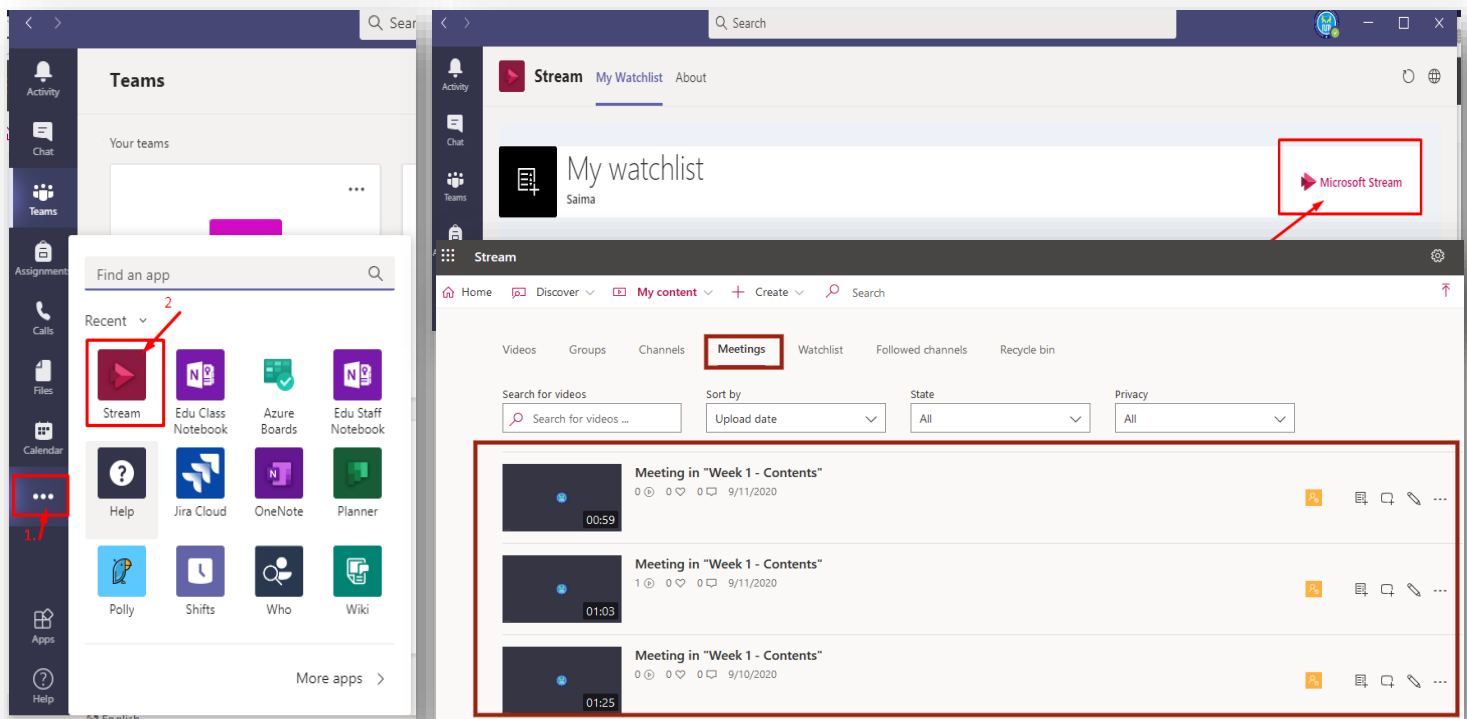 Sear
Activity
Teams
Chat
Your teams
Teams
Assignment
Find an app
2
Recent
Calls
Files
Stream
Edu Class
Notebook
Azure
Boards
Edu Staff
Notebook
Calendar
Help
Jira Cloud
OneNote
Planner
1.
Polly
Shifts
Who
Wiki
Apps
More apps
Help
English
Search
Activity
Stream
My Watchlist
About
Chat
My watchlist
Saima
Microsoft Stream
Teams
Stream
Home
Discover
My content
Create
Search
Videos
Groups
Channels
Meetings
Watchlist
Followed channels
Recycle bin
Search for videos
Sort by
State
Privacy
Search for videos ...
Upload date
All
All
Meeting in "Week 1 - Contents"
0 0 0 9/11/2020
00:59
Meeting in "Week 1 - Contents"
1 0 0 9/11/2020
01:03
Meeting in "Week 1 - Contents"
0 0 0 9/10/2020
01:25